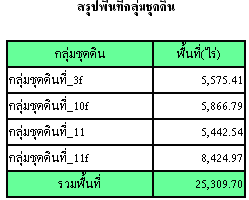 สรุปพื้นที่กลุ่มชุดดิน
กลุ่มชุดดิน พื้นที่(ไร่)
กลุ่มชุดดินที่_3f 5,575.41
กลุ่มชุดดินที่_10f 5,866.79
กลุ่มชุดดินที่_11 5,442.54
กลุ่มชุดดินที่_11f 8,424.97
รวมพื้นที่ 25,309.70